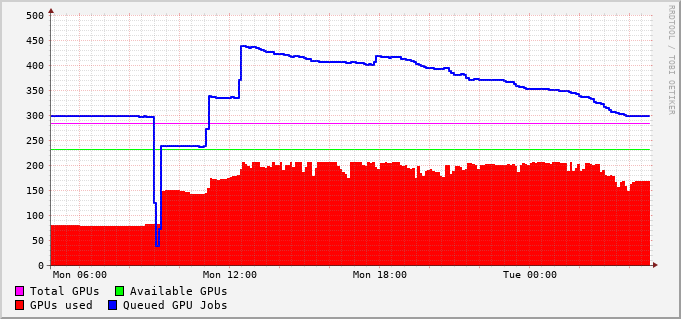 500
450
400
350
300
250
200
150
100
50
0
Mon 06:00 Mon 12:00 Mon 18:00 Tue 00:00
Total GPUs Available GPUs
GPUs used Queued GPU Jobs
RRDTOOL / TOBI OETIKER